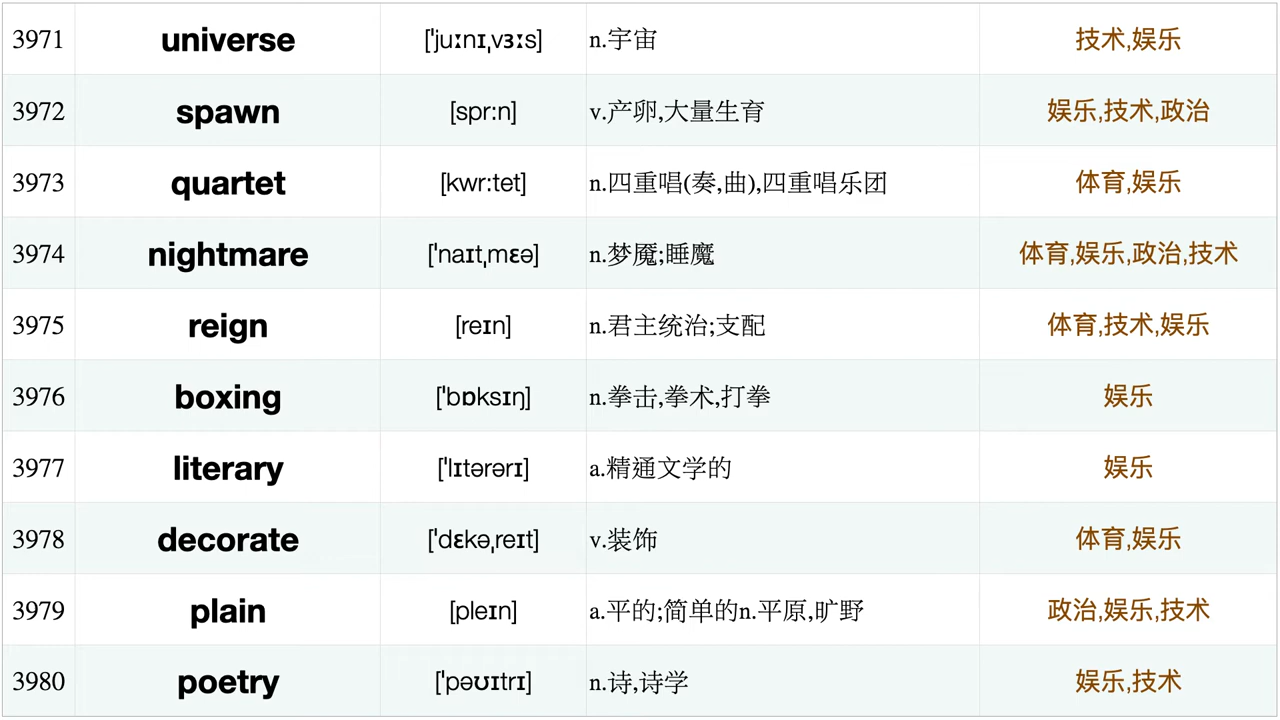 3971 universe [ˈjuːnɪˌvɜːs] n.宇宙 技术,娱乐
3972 spawn [spr:n] v.产卵,大量生育 娱乐,技术,政治
3973 quartet [kwr:tet] n.四重唱(奏,曲),四重唱乐团 体育,娱乐
3974 nightmare [ˈnaɪtˌmɛə] n.梦魇;睡魔 体育,娱乐,政治,技术
3975 reign [reɪn] n.君主统治;支配 体育,技术,娱乐
3976 boxing [ˈbɒksɪŋ] n.拳击,拳术,打拳 娱乐
3977 literary [ˈlɪtərərɪ] a.精通文学的 娱乐
3978 decorate [ˈdɛkəˌreɪt] v.装饰 体育,娱乐
3979 plain [pleɪn] a.平的;简单的n.平原,旷野 政治,娱乐,技术
3980 poetry [ˈpəʊɪtrɪ] n.诗,诗学 娱乐,技术